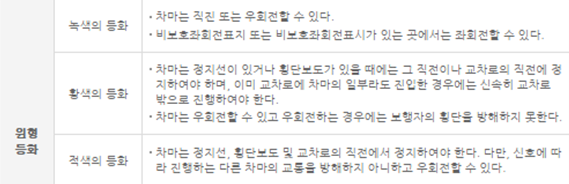 원형
등화
녹색의 등화
· 차마는 직진 또는 우회전할 수 있다.
· 비보호좌회전표지 또는 비보호좌회전표시가 있는 곳에서는 좌회전할 수 있다.
황색의 등화
· 차마는 정지선이 있거나 횡단보도가 있을 때에는 그 직전이나 교차로의 직전에 정
지하여야 하며, 이미 교차로에 차마의 일부라도 진입한 경우에는 신속히 교차로
밖으로 진행하여야 한다.
· 차마는 우회전할 수 있고 우회전하는 경우에는 보행자의 횡단을 방해하지 못한다.
적색의 등화
· 차마는 정지선, 횡단보도 및 교차로의 직전에서 정지하여야 한다. 다만, 신호에 따
라 진행하는 다른 차마의 교통을 방해하지 아니하고 우회전할 수 있다.